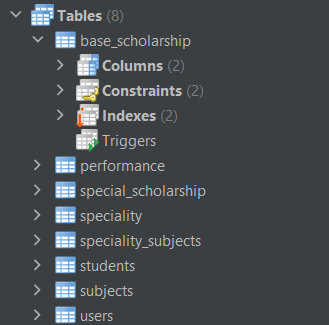 Tables (8)
base_scholarship
Columns (2)
Constraints (2)
Indexes (2)
Triggers
performance
special_scholarship
speciality
speciality_subjects
students
subjects
users